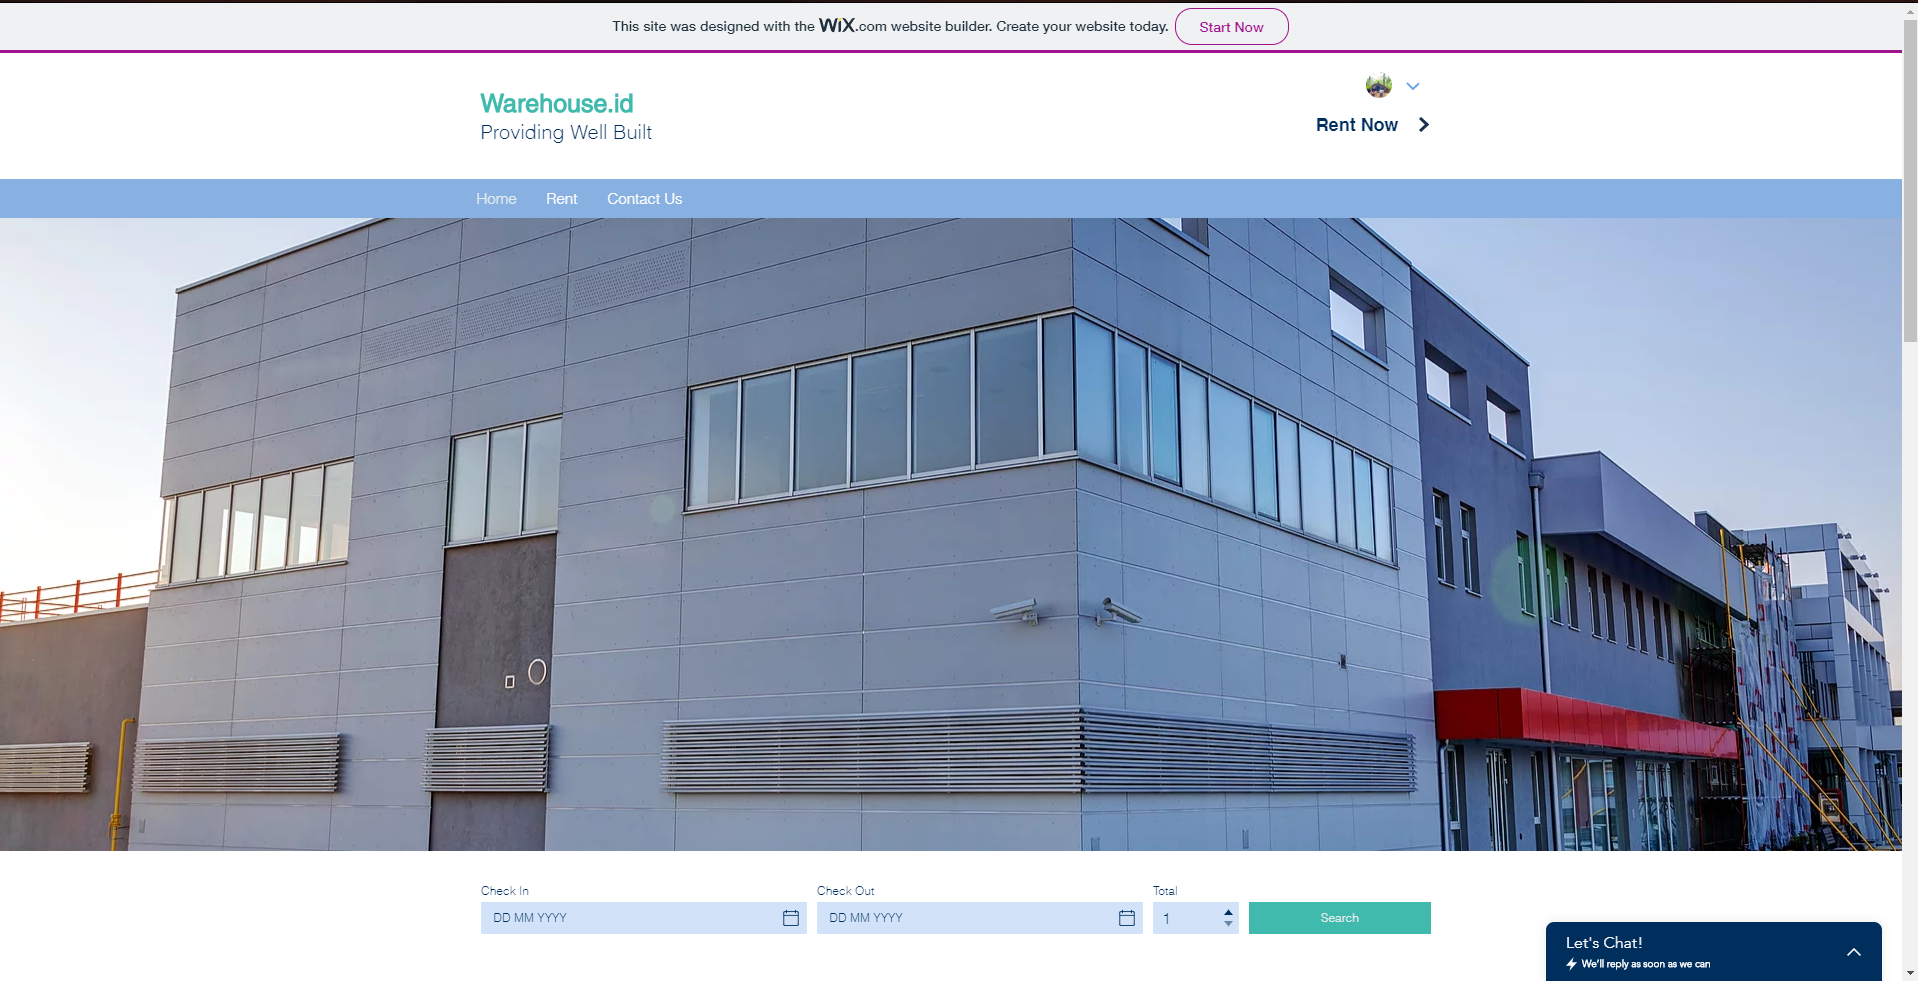 This site was designed with the WiX.com website builder. Create your website today. Start Now
Warehouse.id
Providing Well Built
Rent Now
Home Rent Contact Us
Check In Check Out Total
DD MM YYYY DD MM YYYY 1 Search
Let's Chat!
We'll reply as soon as we can